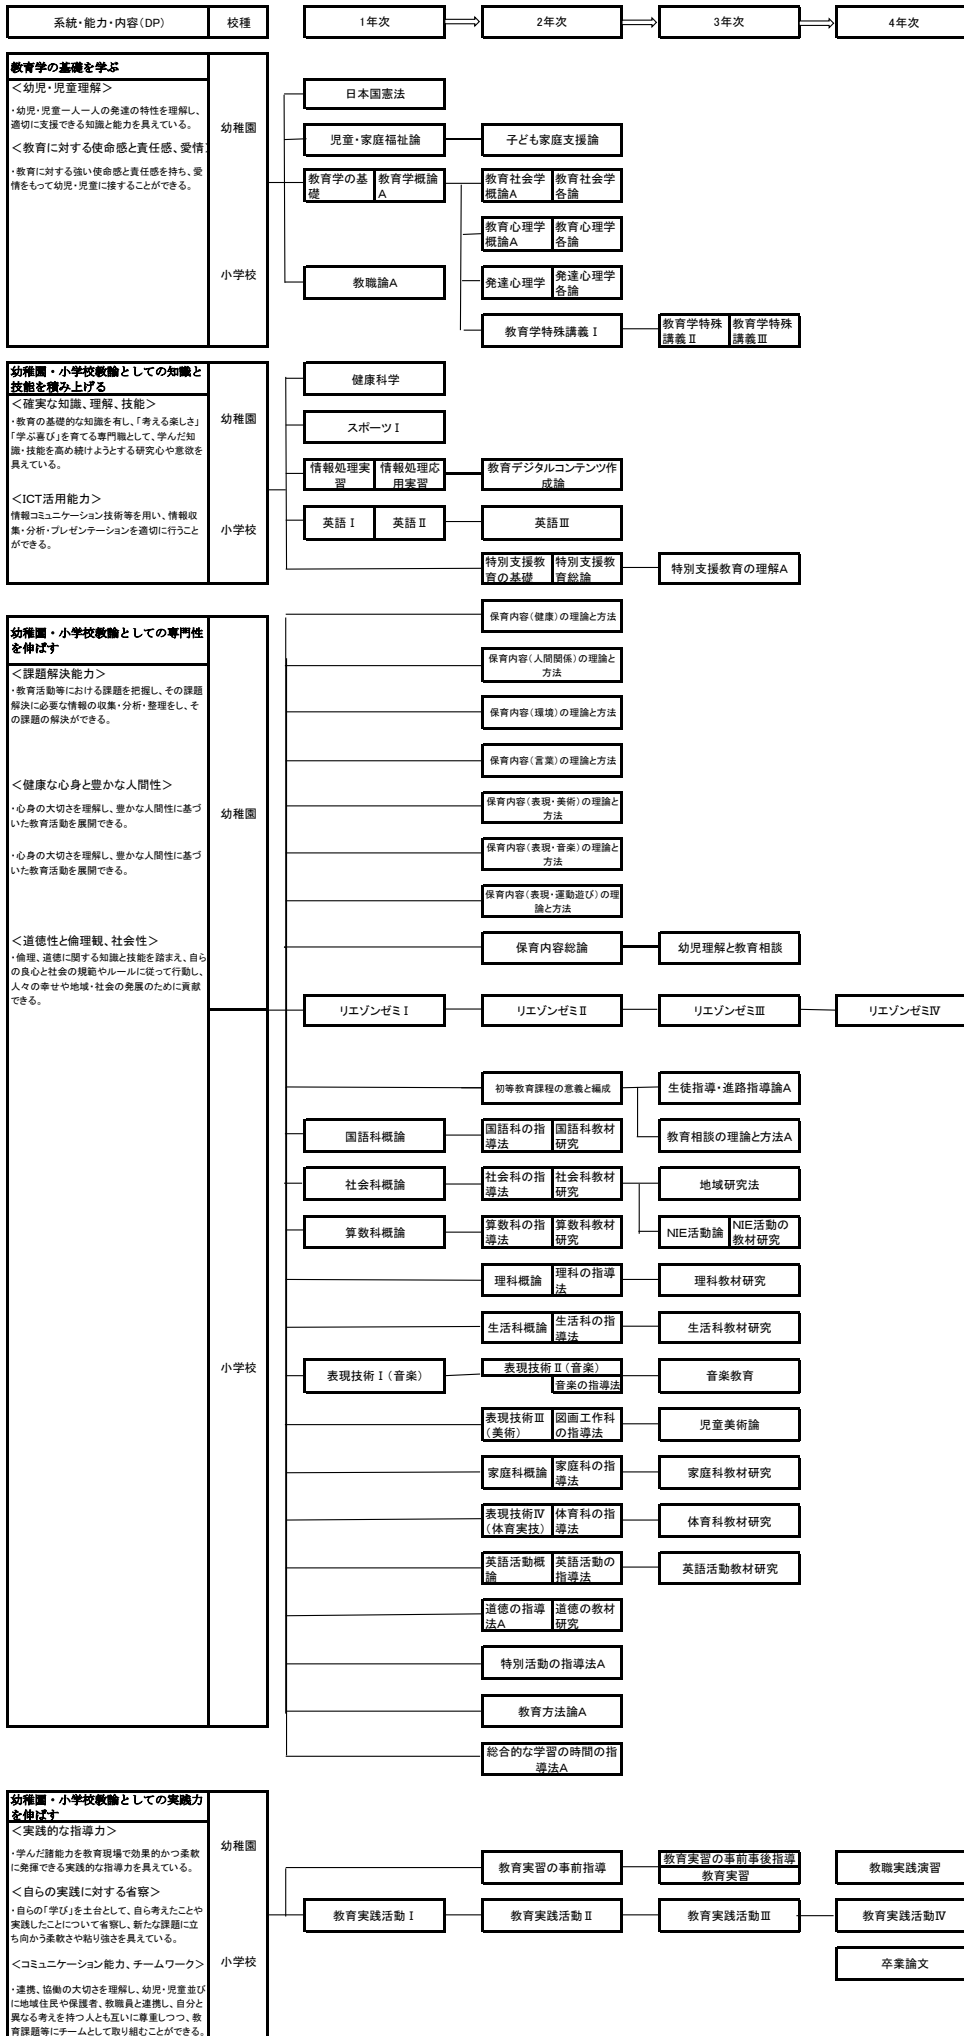 系統・能力・内容(DP)
校種
1年次
2年次
3年次
4年次
教育学の基礎を学ぶ
＜幼児・児童理解＞
・幼児・児童一人一人の発達の特性を理解し、
適切に支援できる知識と能力を具えている。
＜教育に対する使命感と責任感、愛情
・教育に対する強い使命感と責任感を持ち、愛
情をもって幼児・児童に接することができる。
幼稚園
小学校
日本国憲法
児童・家庭福祉論
子ども家庭支援論
教育学の基
礎
教育学概論
A
教育社会学
概論A
教育社会学
各論
教育心理学
概論A
教育心理学
各論
教職論A
発達心理学
発達心理学
各論
教育学特殊講義Ⅰ
教育学特殊
講義Ⅱ
教育学特殊
講義Ⅲ
幼稚園・小学校教諭としての知識と
技能を積み上げる
＜確実な知識、理解、技能＞
・教育の基礎的な知識を有し、「考える楽しさ」
「学ぶ喜び」を育てる専門職として、学んだ知
識・技能を高め続けようとする研究心や意欲を
具えている。
＜ICT活用能力＞
情報コミュニケーション技術等を用い、情報収
集・分析・プレゼンテーションを適切に行うこと
ができる。
幼稚園
小学校
健康科学
スポーツⅠ
情報処理実
習
情報処理応
用実習
教育デジタルコンテンツ作
成論
英語Ⅰ
英語Ⅱ
英語Ⅲ
特別支援教
育の基礎
特別支援教
育総論
特別支援教育の理解A
幼稚園・小学校教諭としての専門性
を伸ばす
＜課題解決能力＞
・教育活動等における課題を把握し、その課題
解決に必要な情報の収集・分析・整理をし、そ
の課題の解決ができる。
＜健康な心身と豊かな人間性＞
・心身の大切さを理解し、豊かな人間性に基づ
いた教育活動を展開できる。
・心身の大切さを理解し、豊かな人間性に基づ
いた教育活動を展開できる。
＜道徳性と倫理観、社会性＞
・倫理、道徳に関する知識と技能を踏まえ、自ら
の良心と社会の規範やルールに従って行動し、
人々の幸せや地域・社会の発展のために貢献
できる。
幼稚園
小学校
保育内容(健康)の理論と方法
保育内容(人間関係)の理論と
方法
保育内容(環境)の理論と方法
保育内容(言葉)の理論と方法
保育内容(表現・美術)の理論と
方法
保育内容(表現・音楽)の理論と
方法
保育内容(表現・運動遊び)の理
論と方法
保育内容総論
幼児理解と教育相談
リエゾンゼミⅠ
リエゾンゼミⅡ
リエゾンゼミⅢ
リエゾンゼミⅣ
初等教育課程の意義と編成
生徒指導・進路指導論A
国語科概論
国語科の指
導法
国語科教材
研究
教育相談の理論と方法A
社会科概論
社会科の指
導法
社会科教材
研究
地域研究法
算数科概論
算数科の指
導法
算数科教材
研究
NIE活動論
NIE活動の
教材研究
理科概論
理科の指導
法
理科教材研究
生活科概論
生活科の指
導法
生活科教材研究
表現技術Ⅰ(音楽)
表現技術Ⅱ(音楽)
音楽の指導法
音楽教育
表現技術Ⅲ
(美術)
図画工作科
の指導法
児童美術論
家庭科概論
家庭科の指
導法
家庭科教材研究
表現技術Ⅳ
(体育実技)
体育科の指
導法
体育科教材研究
英語活動概
論
英語活動の
指導法
英語活動教材研究
道徳の指導
法A
道徳の教材
研究
特別活動の指導法A
教育方法論A
総合的な学習の時間の指
導法A
幼稚園・小学校教諭としての実践力
を伸ばす
＜実践的な指導力＞
・学んだ諸能力を教育現場で効果的かつ柔軟
に発揮できる実践的な指導力を具えている。
＜自らの実践に対する省察＞
・自らの「学び」を土台として、自ら考えたことや
実践したことについて省察し、新たな課題に立
ち向かう柔軟さや粘り強さを具えている。
＜コミュニケーション能力、チームワーク＞
・連携、協働の大切さを理解し、幼児・児童並び
に地域住民や保護者、教職員と連携し、自分と
異なる考えを持つ人とも互いに尊重しつつ、教
育課題等にチームとして取り組むことができる。
幼稚園
小学校
教育実習の事前指導
教育実習の事前事後指導
教育実習
教職実践演習
教育実践活動Ⅰ
教育実践活動Ⅱ
教育実践活動Ⅲ
教育実践活動Ⅳ
卒業論文